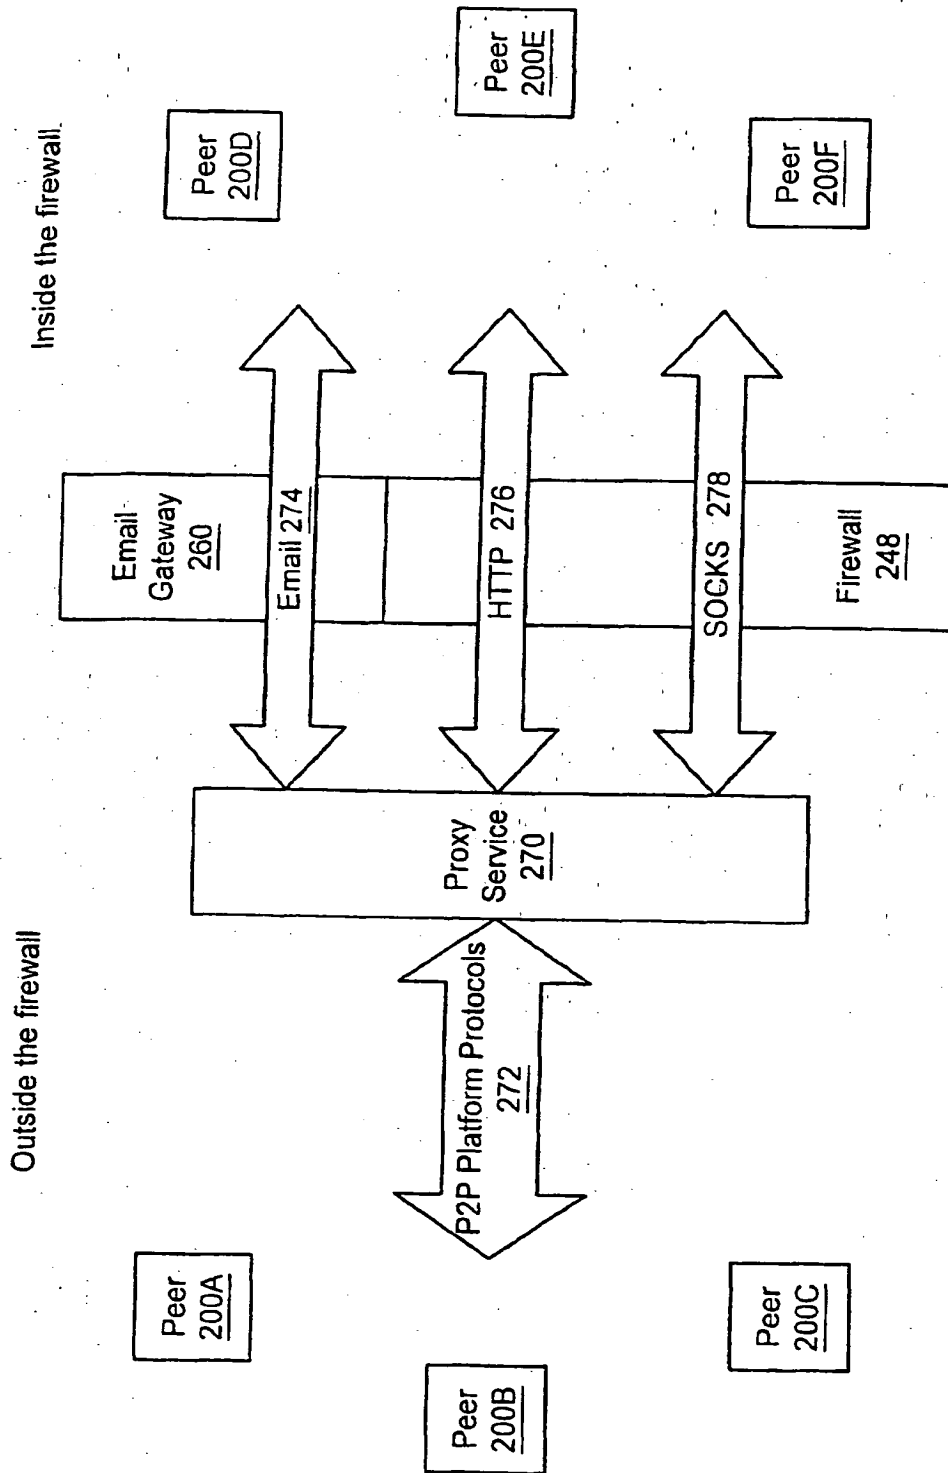 Outside the firewall
Inside the firewall
Peer
200A
Peer
200B
Peer
200C
P2P Platform Protocols
272
Proxy
Service
270
Email
Gateway
260
Email 274
HTTP 276
SOCKS 278
Firewall
248
Peer
200D
Peer
200E
Peer
200F